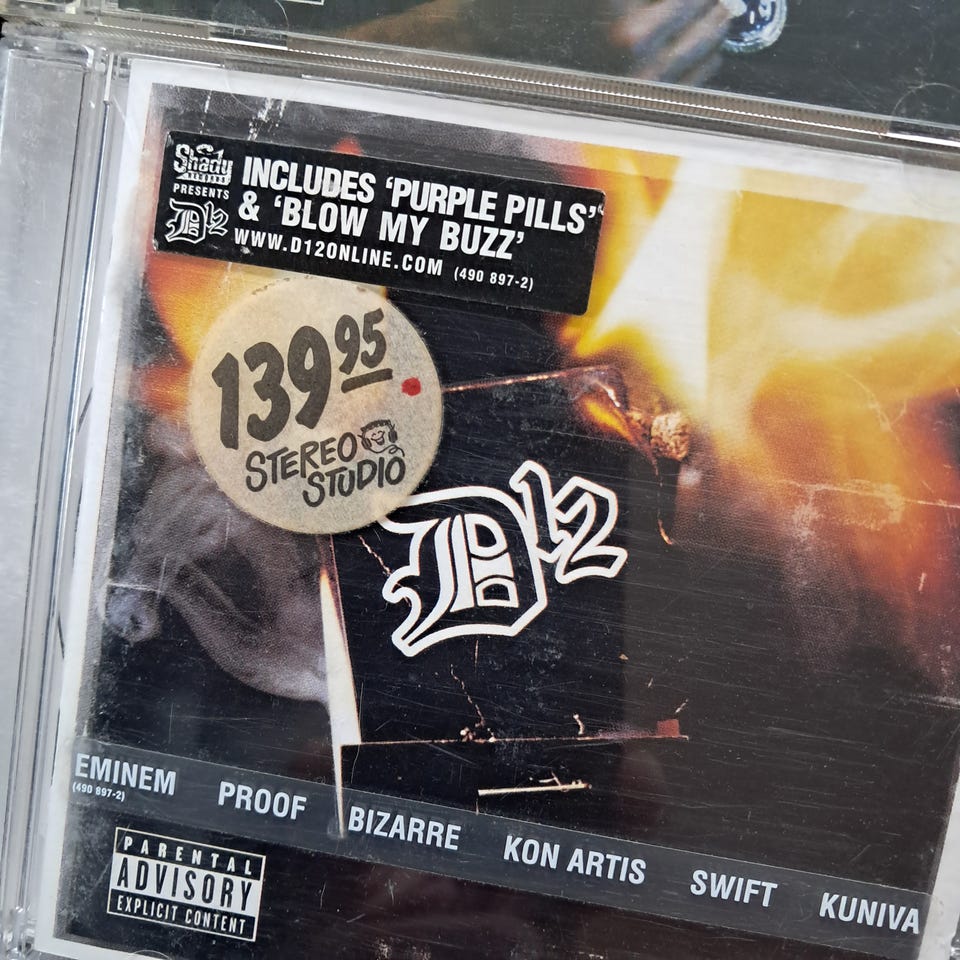 Shady
RECORDS
PRESENTS
D12
INCLUDES ‘PURPLE PILLS’
& ‘BLOW MY BUZZ’
WWW.D12ONLINE.COM (490 897-2)
139 95
STEREO
STUDIO
D12
EMINEM PROOF BIZARRE KON ARTIS SWIFT KUNIVA
(490 897-2)
PARENTAL
ADVISORY
EXPLICIT CONTENT